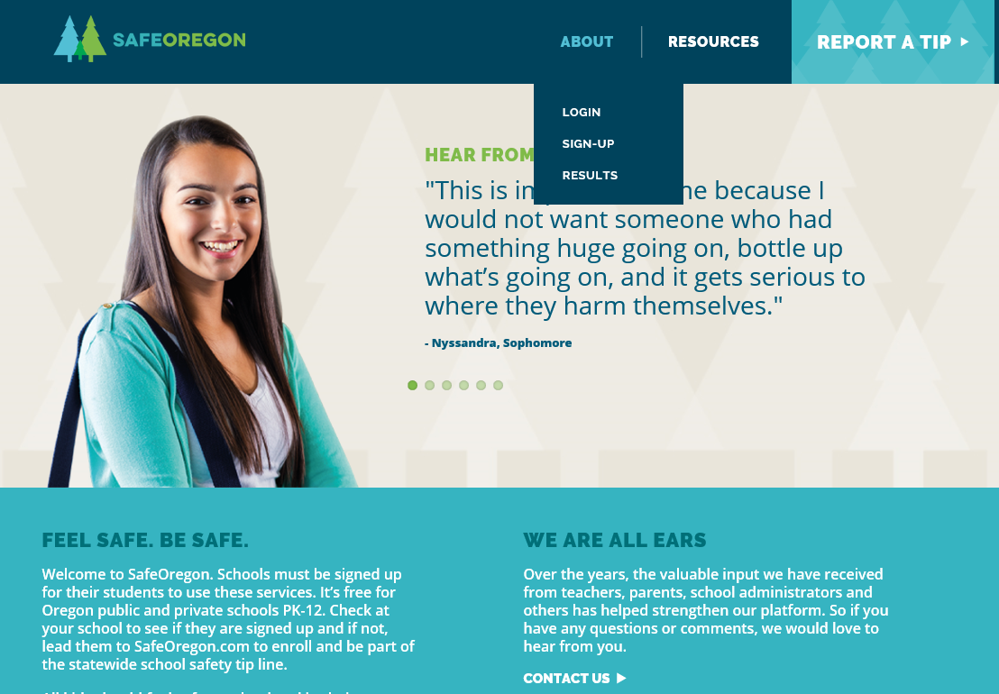 SAFEOREGON
ABOUT
RESOURCES
REPORT A TIP
LOGIN
SIGN-UP
RESULTS
HEAR FROM
"This is because I
would not want someone who had
something huge going on, bottle up
what's going on, and it gets serious to
where they harm themselves."
- Nyssandra, Sophomore
FEEL SAFE. BE SAFE.
Welcome to SafeOregon. Schools must be signed up
for their students to use these services. It's free for
Oregon public and private schools PK-12. Check at
your school to see if they are signed up and if not,
lead them to SafeOregon.com to enroll and be part of
the statewide school safety tip line.
WE ARE ALL EARS
Over the years, the valuable input we have received
from teachers, parents, school administrators and
others has helped strengthen our platform. So if you
have any questions or comments, we would love to
hear from you.
CONTACT US